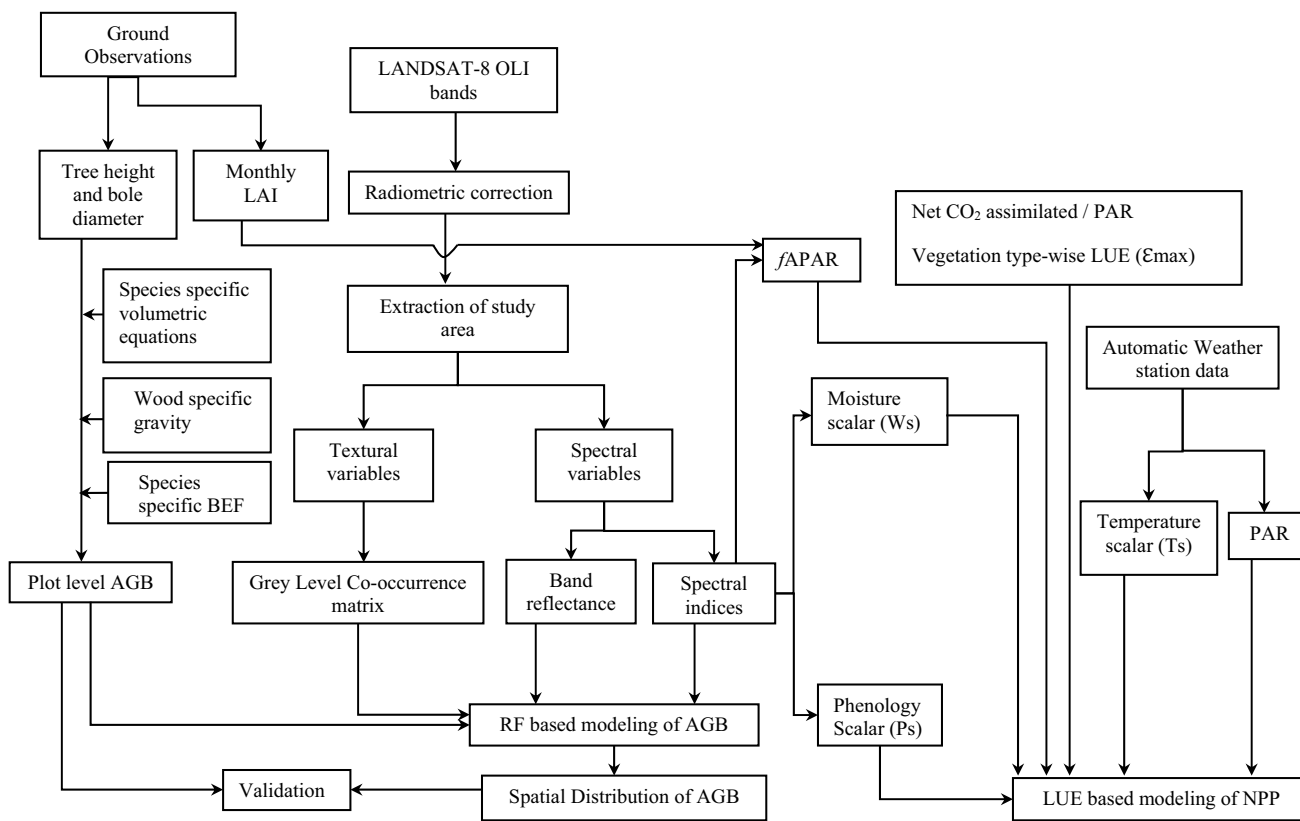 Ground
Observations
LANDSAT-8 OLI
bands
Tree height
and bole
diameter
Monthly
LAI
Radiometric correction
Net CO₂ assimilated / PAR
Vegetation type-wise LUE (Ɛmax)
fAPAR
Species specific
volumetric
equations
Extraction of study
area
Automatic Weather
station data
Wood specific
gravity
Textural
variables
Spectral
variables
Moisture
scalar (Ws)
Species
specific BEF
Temperature
scalar (Ts)
PAR
Plot level AGB
Grey Level Co-occurrence
matrix
Band
reflectance
Spectral
indices
Phenology
Scalar (Ps)
RF based modeling of AGB
Validation
Spatial Distribution of AGB
LUE based modeling of NPP